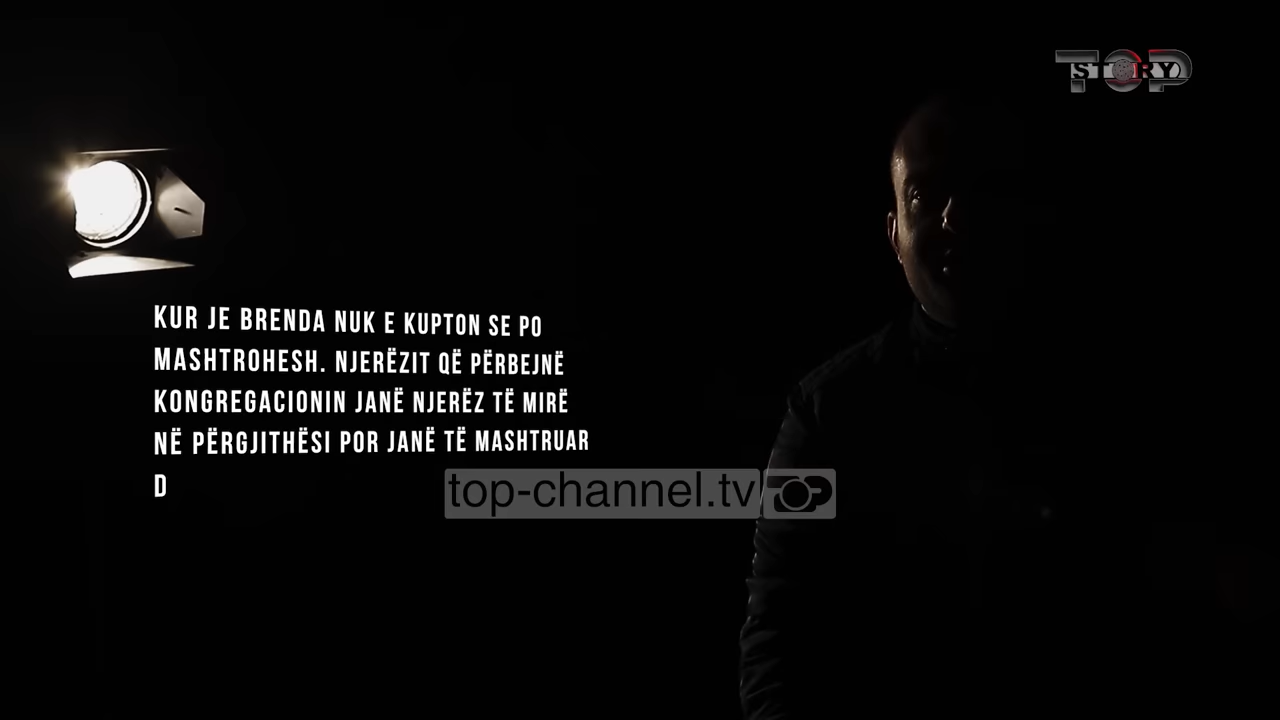 TOP
STORY
KUR JE BRENDA NUK E KUPTON SE PO
MASHTROHESH. NJERËZIT QË PËRBEJNË
KONGREGACIONIN JANË NJERËZ TË MIRË
NË PËRGJITHËSI POR JANË TË MASHTRUAR
D
top-channel.tv